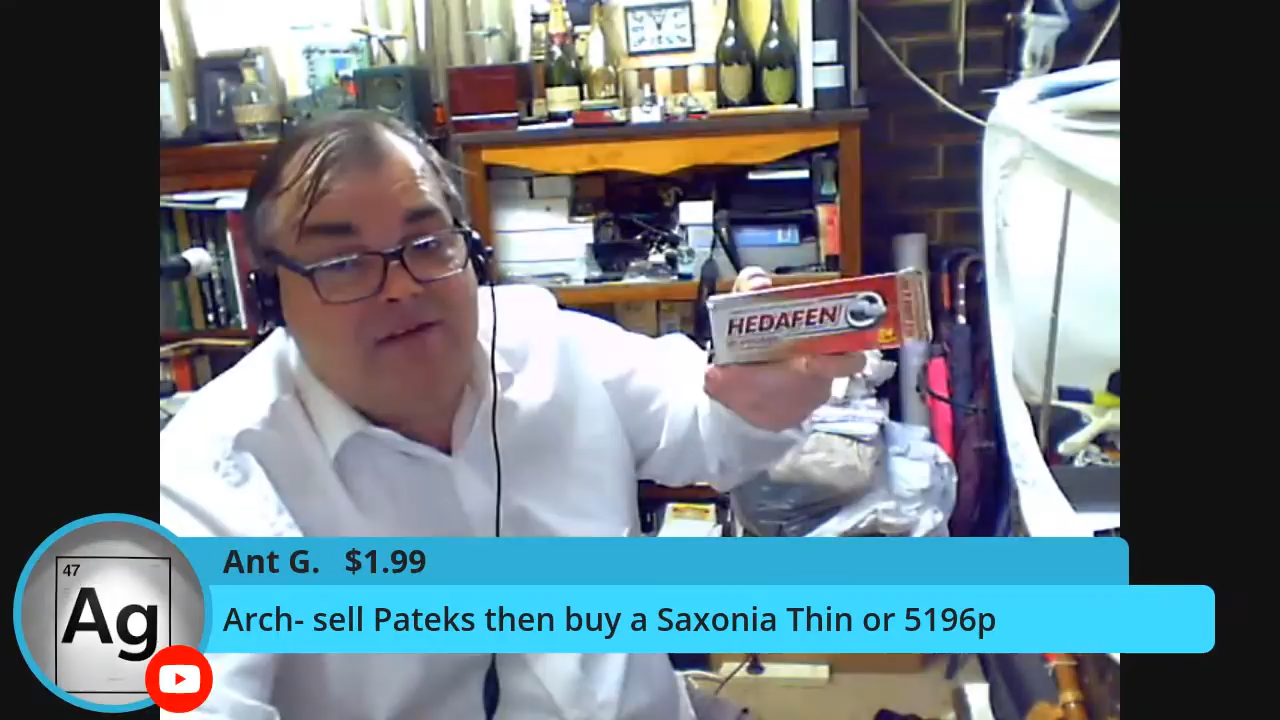 HEDAFEN
Ant G. $1.99
47
Ag
Arch- sell Pateks then buy a Saxonia Thin or 5196p